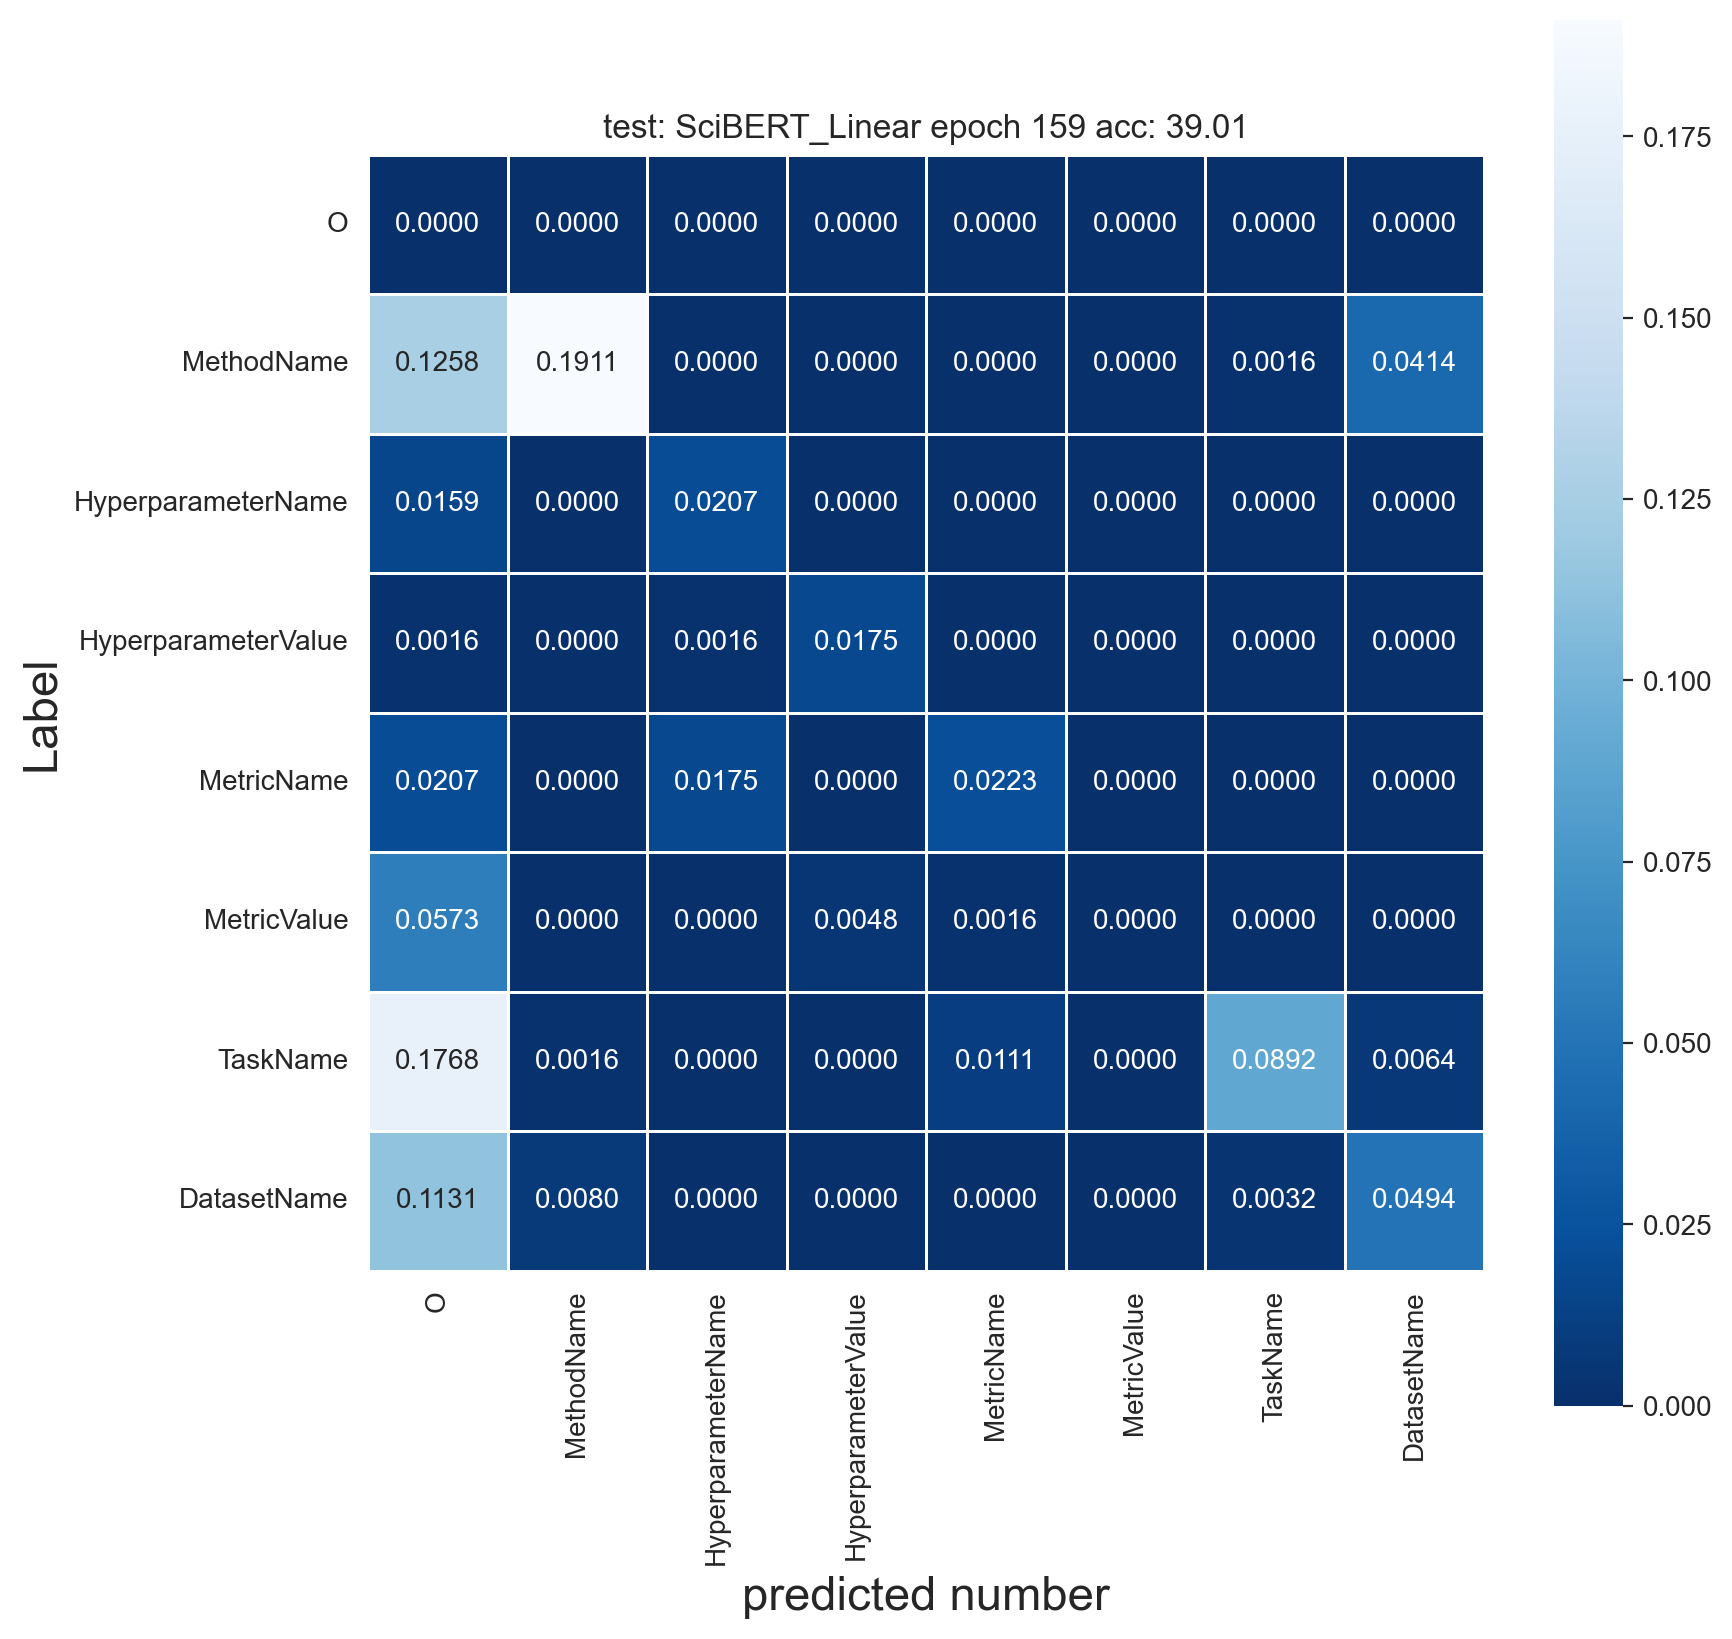 test: SciBERT_Linear epoch 159 acc: 39.01
O 0.0000 0.0000 0.0000 0.0000 0.0000 0.0000 0.0000 0.0000
MethodName 0.1258 0.1911 0.0000 0.0000 0.0000 0.0000 0.0016 0.0414
HyperparameterName 0.0159 0.0000 0.0207 0.0000 0.0000 0.0000 0.0000 0.0000
HyperparameterValue 0.0016 0.0000 0.0016 0.0175 0.0000 0.0000 0.0000 0.0000
MetricName 0.0207 0.0000 0.0175 0.0000 0.0223 0.0000 0.0000 0.0000
MetricValue 0.0573 0.0000 0.0000 0.0048 0.0016 0.0000 0.0000 0.0000
TaskName 0.1768 0.0016 0.0000 0.0000 0.0111 0.0000 0.0892 0.0064
DatasetName 0.1131 0.0080 0.0000 0.0000 0.0000 0.0000 0.0032 0.0494
Label
O
MethodName
HyperparameterName
HyperparameterValue
MetricName
MetricValue
TaskName
DatasetName
predicted number
0.175
0.150
0.125
0.100
0.075
0.050
0.025
0.000